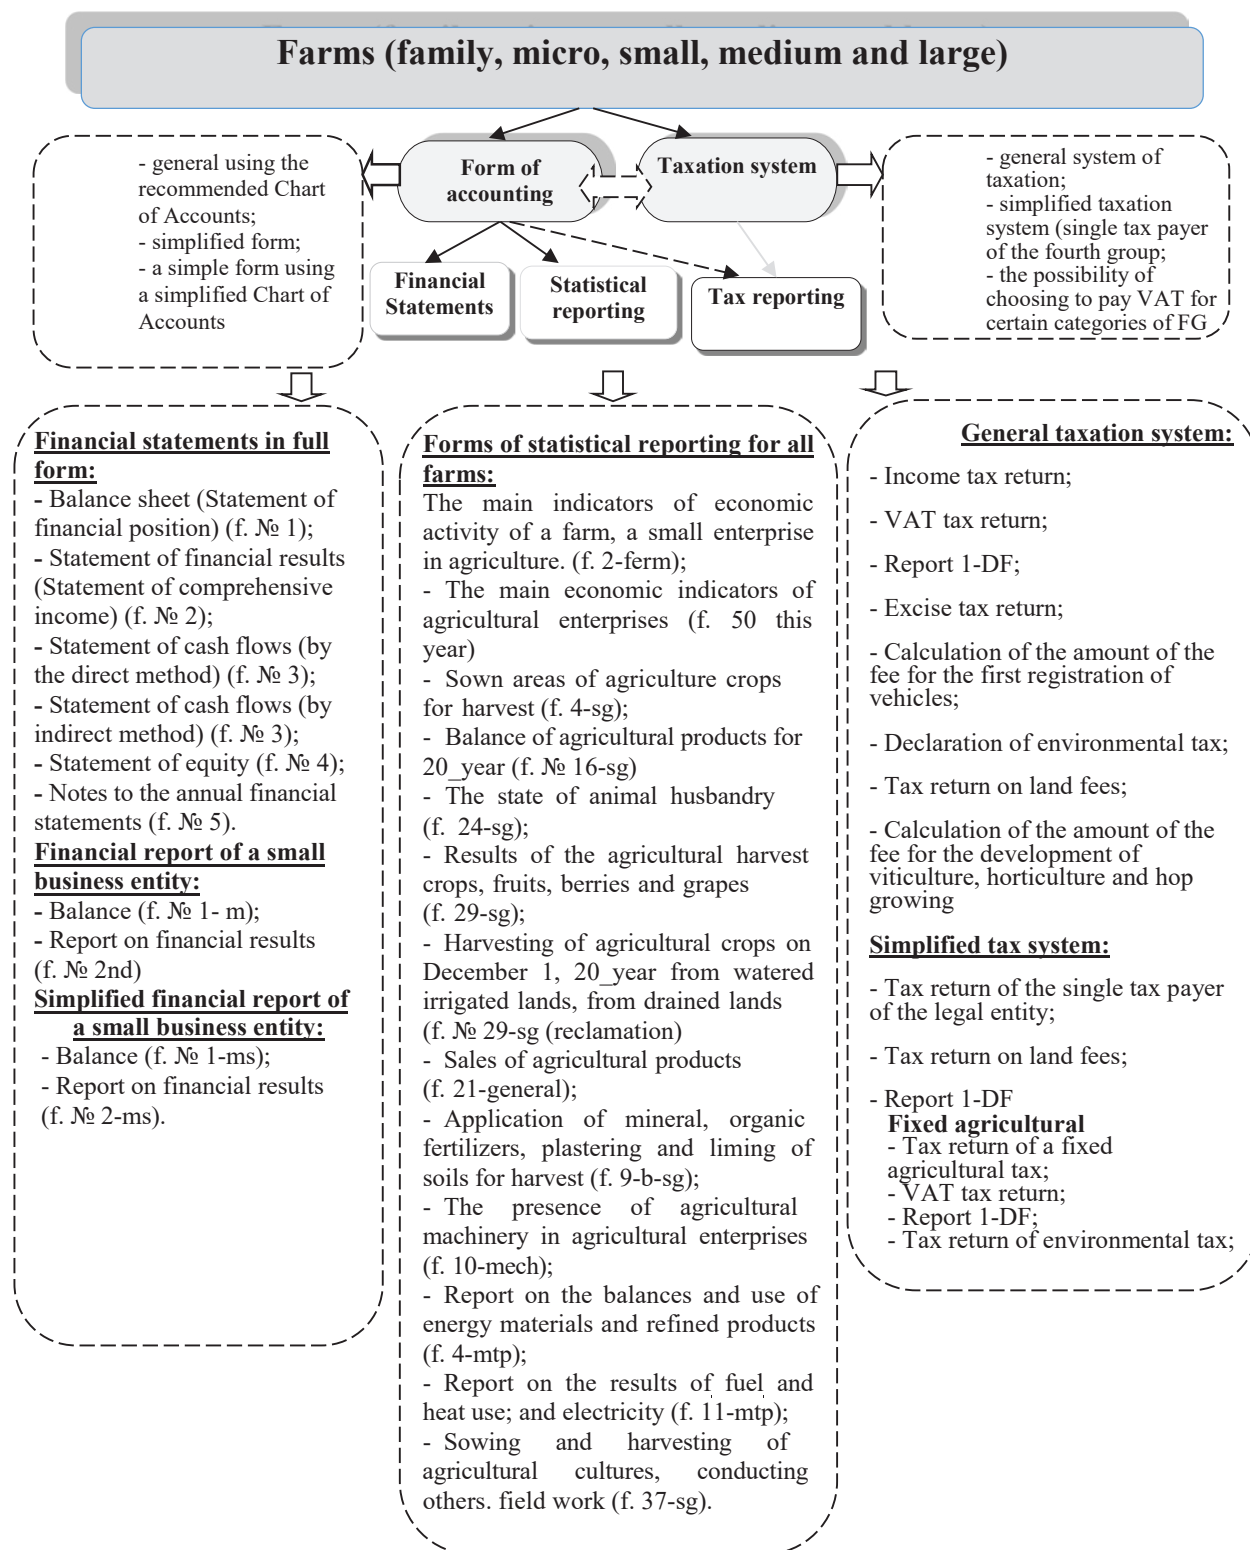 Farms (family, micro, small, medium and large)
- general using the
recommended Chart
of Accounts;
- simplified form;
- a simple form using
a simplified Chart of
Accounts
Form of
accounting
Taxation system
- general system of
taxation;
- simplified taxation
system (single tax payer
of the fourth group;
- the possibility of
choosing to pay VAT for
certain categories of FG
Financial
Statements
Statistical
reporting
Tax reporting
Financial statements in full
form:
- Balance sheet (Statement of
financial position) (f. № 1);
- Statement of financial results
(Statement of comprehensive
income) (f. № 2);
- Statement of cash flows (by
the direct method) (f. № 3);
- Statement of cash flows (by
indirect method) (f. № 3);
- Statement of equity (f. № 4);
- Notes to the annual financial
statements (f. № 5).
Financial report of a small
business entity:
- Balance (f. № 1- m);
- Report on financial results
(f. № 2nd)
Simplified financial report of
a small business entity:
- Balance (f. № 1-ms);
- Report on financial results
(f. № 2-ms).
Forms of statistical reporting for all
farms:
The main indicators of economic
activity of a farm, a small enterprise
in agriculture. (f. 2-ferm);
- The main economic indicators of
agricultural enterprises (f. 50 this
year)
- Sown areas of agriculture crops
for harvest (f. 4-sg);
- Balance of agricultural products for
20_year (f. № 16-sg)
- The state of animal husbandry
(f. 24-sg);
- Results of the agricultural harvest
crops, fruits, berries and grapes
(f. 29-sg);
- Harvesting of agricultural crops on
December 1, 20_year from watered
irrigated lands, from drained lands
(f. № 29-sg (reclamation)
- Sales of agricultural products
(f. 21-general);
- Application of mineral, organic
fertilizers, plastering and liming of
soils for harvest (f. 9-b-sg);
- The presence of agricultural
machinery in agricultural enterprises
(f. 10-mech);
- Report on the balances and use of
energy materials and refined products
(f. 4-mtp);
- Report on the results of fuel and
heat use; and electricity (f. 11-mtp);
- Sowing and harvesting of
agricultural cultures, conducting
others. field work (f. 37-sg).
General taxation system:
- Income tax return;
- VAT tax return;
- Report 1-DF;
- Excise tax return;
- Calculation of the amount of the
fee for the first registration of
vehicles;
- Declaration of environmental tax;
- Tax return on land fees;
- Calculation of the amount of the
fee for the development of
viticulture, horticulture and hop
growing
Simplified tax system:
- Tax return of the single tax payer
of the legal entity;
- Tax return on land fees;
- Report 1-DF
Fixed agricultural
- Tax return of a fixed
agricultural tax;
- VAT tax return;
- Report 1-DF;
- Tax return of environmental tax;